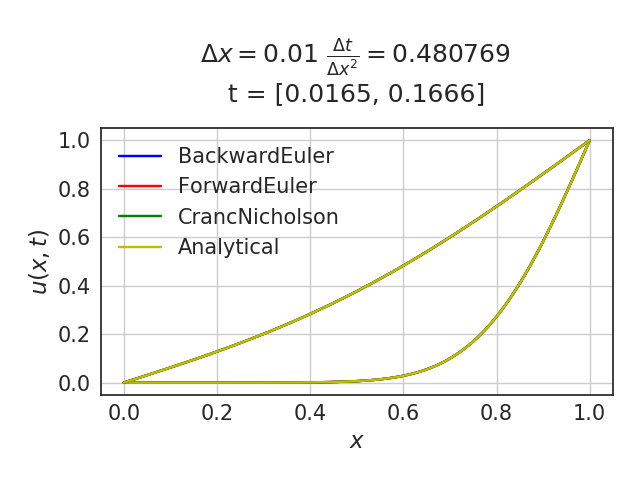 Δx = 0.01 Δt/Δx² = 0.480769
t = [0.0165, 0.1666]
1.0
0.8
0.6
0.4
0.2
0.0
u(x, t)
BackwardEuler
ForwardEuler
CrancNicholson
Analytical
0.0 0.2 0.4 0.6 0.8 1.0
x